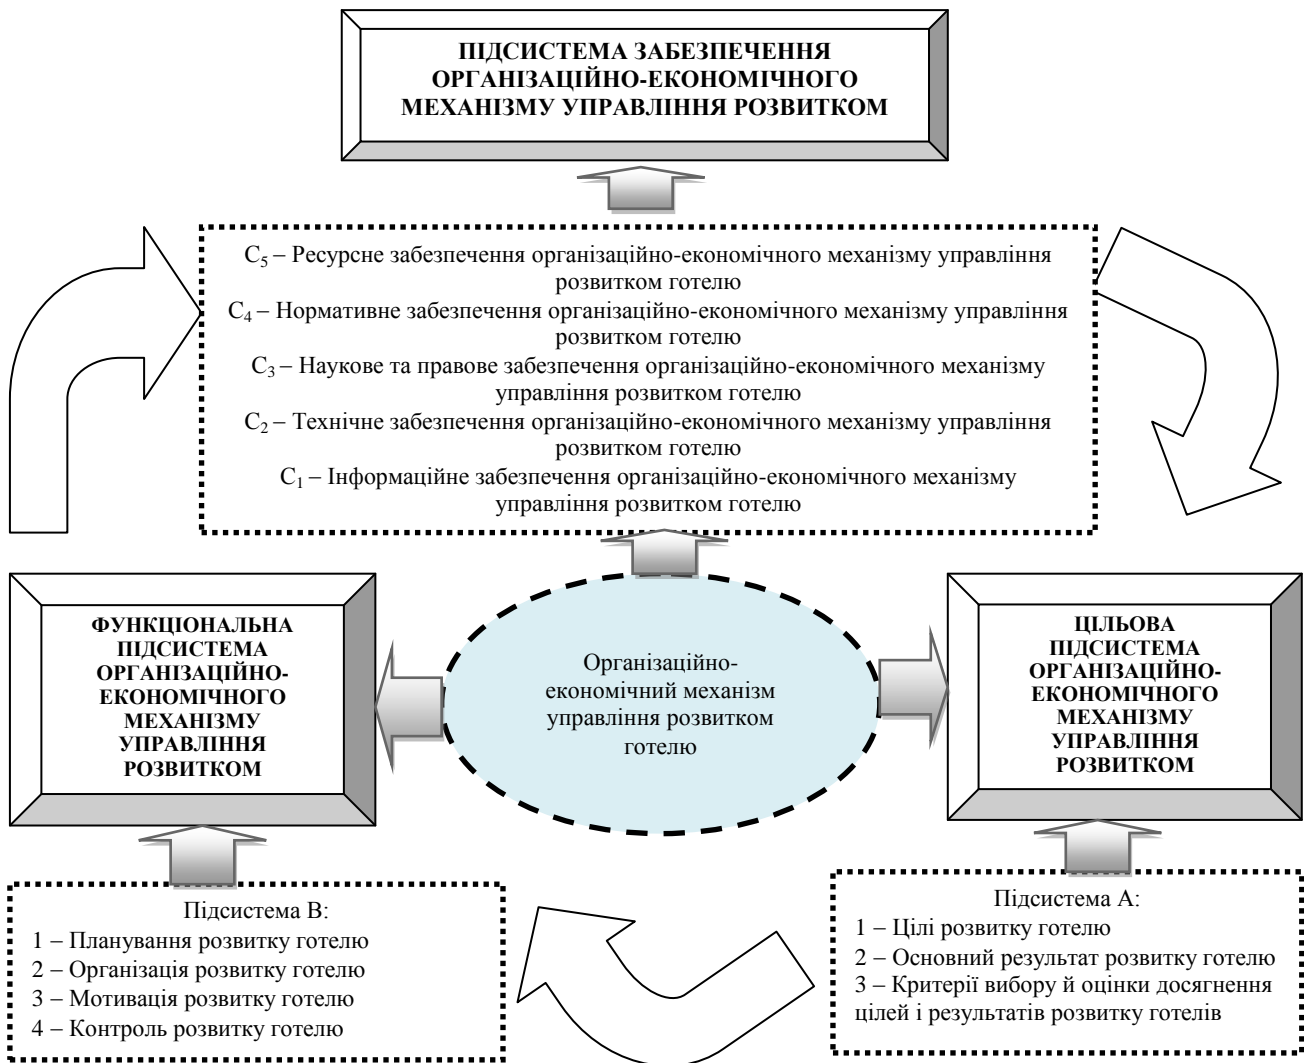 ПІДСИСТЕМА ЗАБЕЗПЕЧЕННЯ
ОРГАНІЗАЦІЙНО-ЕКОНОМІЧНОГО
МЕХАНІЗМУ УПРАВЛІННЯ РОЗВИТКОМ
С₅ – Ресурсне забезпечення організаційно-економічного механізму управління
розвитком готелю
С₄ – Нормативне забезпечення організаційно-економічного механізму управління
розвитком готелю
С₃ – Наукове та правове забезпечення організаційно-економічного механізму
управління розвитком готелю
С₂ – Технічне забезпечення організаційно-економічного механізму управління
розвитком готелю
С₁ – Інформаційне забезпечення організаційно-економічного механізму
управління розвитком готелю
ФУНКЦІОНАЛЬНА
ПІДСИСТЕМА
ОРГАНІЗАЦІЙНО-
ЕКОНОМІЧНОГО
МЕХАНІЗМУ
УПРАВЛІННЯ
РОЗВИТКОМ
Організаційно-
економічний механізм
управління розвитком
готелю
ЦІЛЬОВА
ПІДСИСТЕМА
ОРГАНІЗАЦІЙНО-
ЕКОНОМІЧНОГО
МЕХАНІЗМУ
УПРАВЛІННЯ
РОЗВИТКОМ
Підсистема В:
1 – Планування розвитку готелю
2 – Організація розвитку готелю
3 – Мотивація розвитку готелю
4 – Контроль розвитку готелю
Підсистема А:
1 – Цілі розвитку готелю
2 – Основний результат розвитку готелю
3 – Критерії вибору й оцінки досягнення
цілей і результатів розвитку готелів